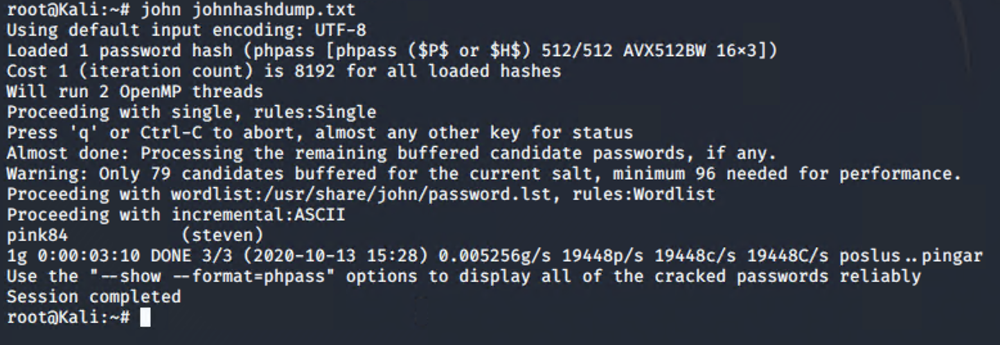 root@Kali:~# john johnhashdump.txt
Using default input encoding: UTF-8
Loaded 1 password hash (phpass [phpass ($P$ or $H$) 512/512 AVX512BW 16×3])
Cost 1 (iteration count) is 8192 for all loaded hashes
Will run 2 OpenMP threads
Proceeding with single, rules:Single
Press 'q' or Ctrl-C to abort, almost any other key for status
Almost done: Processing the remaining buffered candidate passwords, if any.
Warning: Only 79 candidates buffered for the current salt, minimum 96 needed for performance.
Proceeding with wordlist:/usr/share/john/password.lst, rules:Wordlist
Proceeding with incremental:ASCII
pink84           (steven)
1g 0:00:03:10 DONE 3/3 (2020-10-13 15:28) 0.005256g/s 19448p/s 19448c/s 19448C/s poslus..pingar
Use the "--show --format=phpass" options to display all of the cracked passwords reliably
Session completed
root@Kali:~#